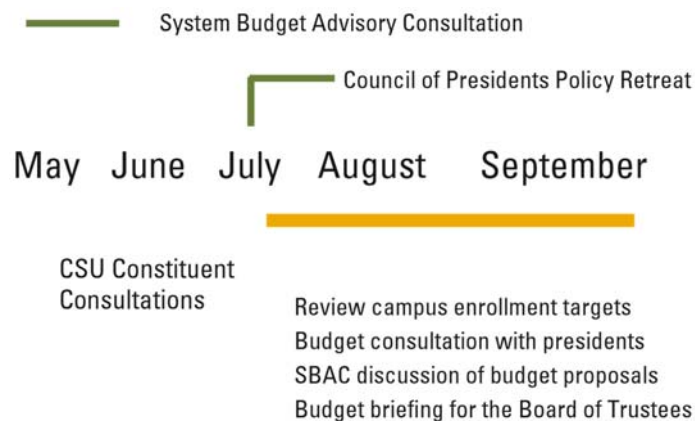 System Budget Advisory Consultation
Council of Presidents Policy Retreat
May June July August September
CSU Constituent
Consultations
Review campus enrollment targets
Budget consultation with presidents
SBAC discussion of budget proposals
Budget briefing for the Board of Trustees